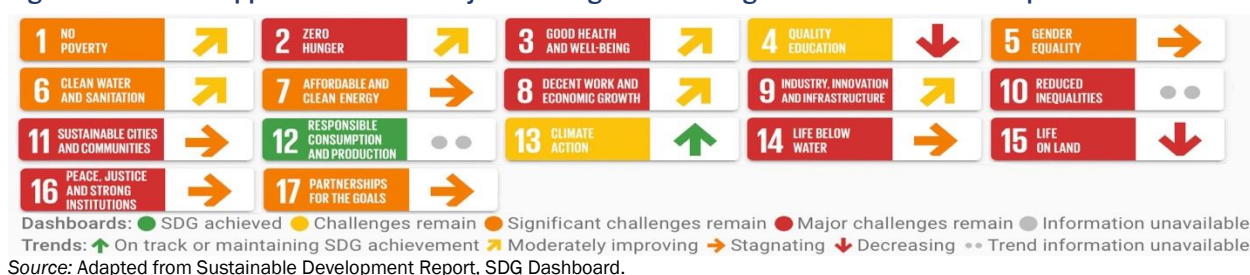 1 NO POVERTY
2 ZERO HUNGER
3 GOOD HEALTH AND WELL-BEING
4 QUALITY EDUCATION
5 GENDER EQUALITY
6 CLEAN WATER AND SANITATION
7 AFFORDABLE AND CLEAN ENERGY
8 DECENT WORK AND ECONOMIC GROWTH
9 INDUSTRY, INNOVATION AND INFRASTRUCTURE
10 REDUCED INEQUALITIES
11 SUSTAINABLE CITIES AND COMMUNITIES
12 RESPONSIBLE CONSUMPTION AND PRODUCTION
13 CLIMATE ACTION
14 LIFE BELOW WATER
15 LIFE ON LAND
16 PEACE, JUSTICE AND STRONG INSTITUTIONS
17 PARTNERSHIPS FOR THE GOALS
Dashboards: SDG achieved Challenges remain Significant challenges remain Major challenges remain Information unavailable
Trends: On track or maintaining SDG achievement Moderately improving Stagnating Decreasing Trend information unavailable
Source: Adapted from Sustainable Development Report, SDG Dashboard.